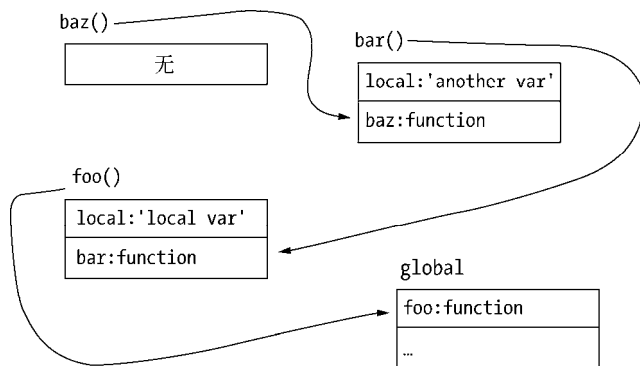 baz()
无
bar()
local:'another var'
baz:function
foo()
local:'local var'
bar:function
global
foo:function
…